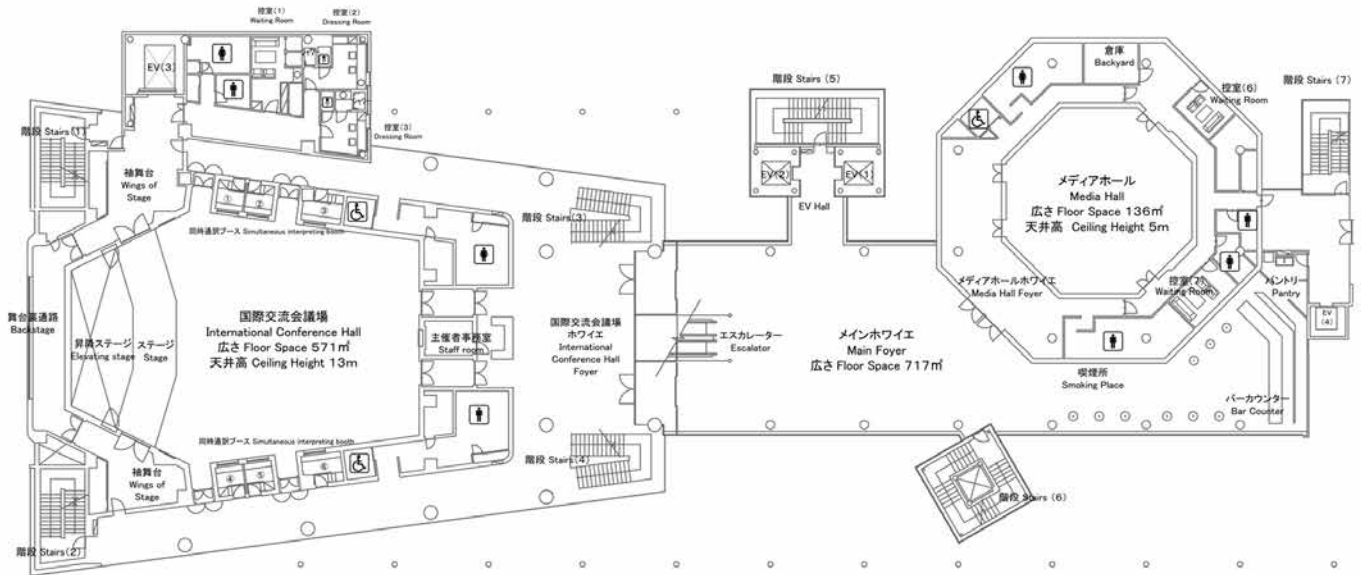 控室(1)
Waiting Room
控室(2)
Dressing Room
EV(3)
控室(3)
Dressing Room
階段 Stairs(1)
袖舞台
Wings of
Stage
①
②
③
同時通訳ブース Simultaneous interpreting booth
舞台裏通路
Backstage
昇降ステージ
Elevating stage
ステージ
Stage
国際交流会議場
International Conference Hall
広さ Floor Space 571㎡
天井高 Ceiling Height 13m
主催者事務室
Staff room
同時通訳ブース Simultaneous interpreting booth
④
⑤
⑥
袖舞台
Wings of
Stage
階段 Stairs(2)
階段 Stairs(3)
国際交流会議場
ホワイエ
International
Conference Hall
Foyer
階段 Stairs(4)
エスカレーター
Escalator
階段 Stairs (5)
EV(2)
EV(1)
EV Hall
メインホワイエ
Main Foyer
広さ Floor Space 717㎡
階段 Stairs (6)
倉庫
Backyard
控室(6)
Waiting Room
階段 Stairs (7)
メディアホール
Media Hall
広さ Floor Space 136㎡
天井高 Ceiling Height 5m
メディアホールホワイエ
Media Hall Foyer
控室(7)
Waiting Room
パントリー
Pantry
EV
(4)
喫煙所
Smoking Place
バーカウンター
Bar Counter